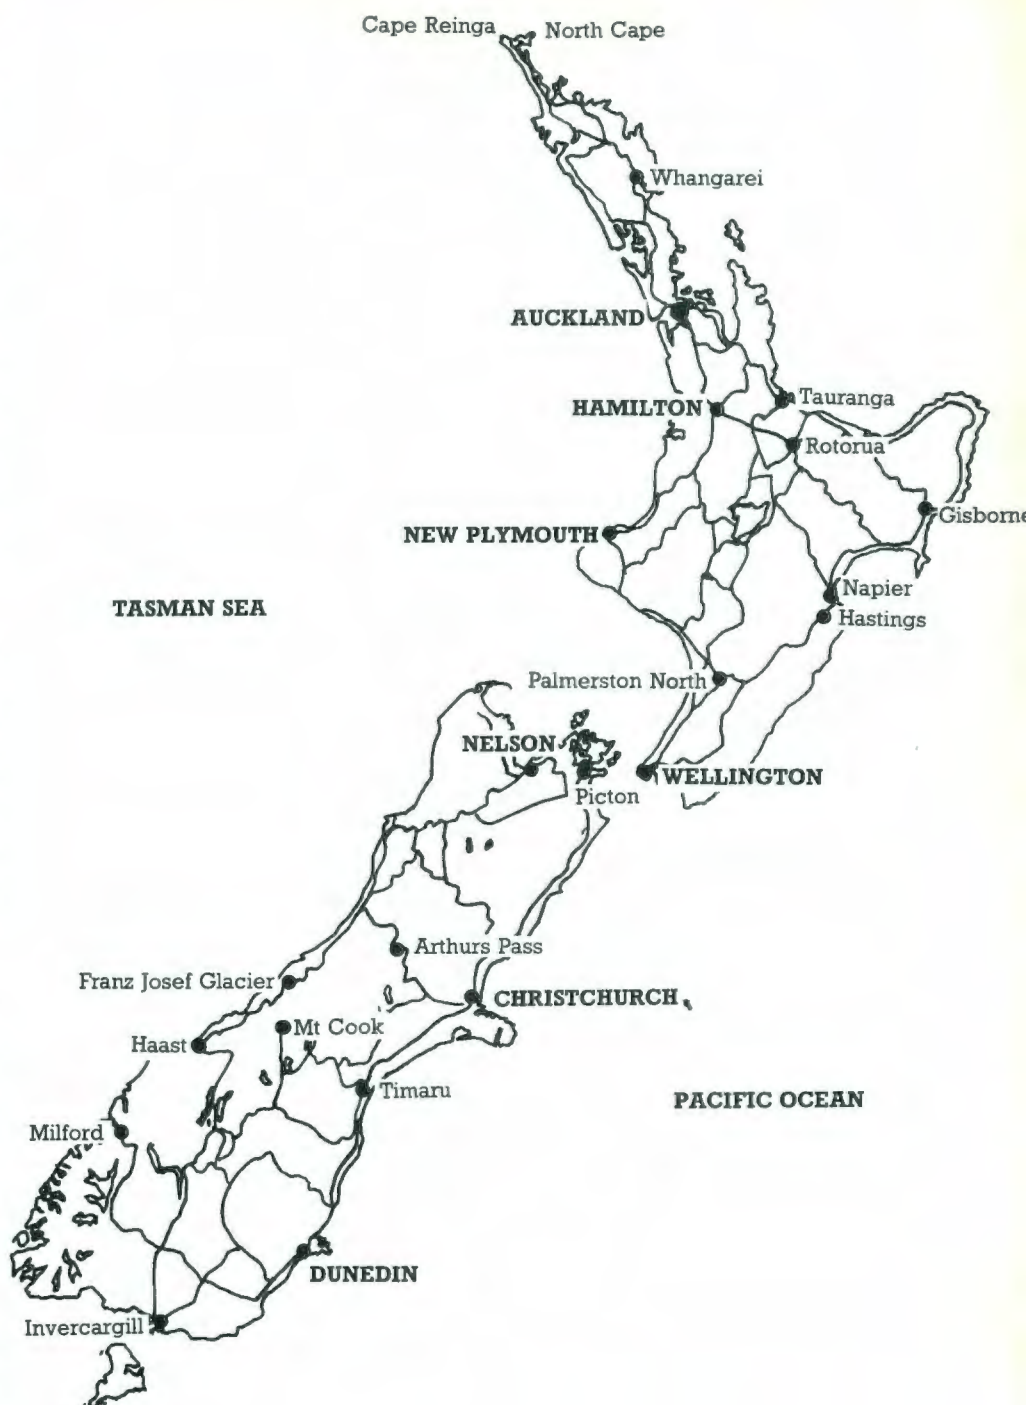 Cape Reinga
North Cape
Whangarei
AUCKLAND
HAMILTON
Tauranga
Rotorua
Gisborne
NEW PLYMOUTH
Napier
TASMAN SEA
Hastings
Palmerston North
NELSON
WELLINGTON
Picton
Arthurs Pass
Franz Josef Glacier
CHRISTCHURCH
Mt Cook
Haast
Timaru
PACIFIC OCEAN
Milford
DUNEDIN
Invercargill